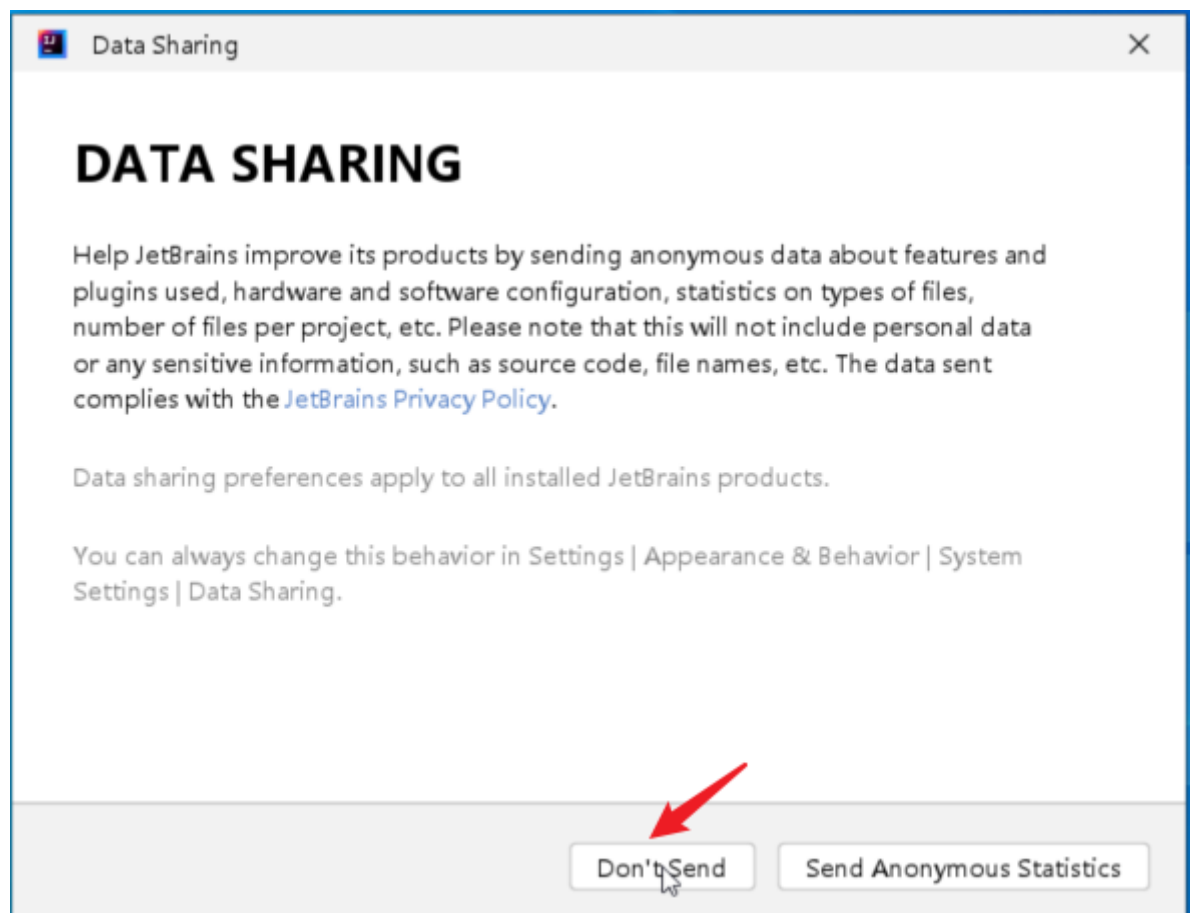 Data Sharing
DATA SHARING
Help JetBrains improve its products by sending anonymous data about features and
plugins used, hardware and software configuration, statistics on types of files,
number of files per project, etc. Please note that this will not include personal data
or any sensitive information, such as source code, file names, etc. The data sent
complies with the JetBrains Privacy Policy.
Data sharing preferences apply to all installed JetBrains products.
You can always change this behavior in Settings | Appearance & Behavior | System
Settings | Data Sharing.
Don't Send
Send Anonymous Statistics